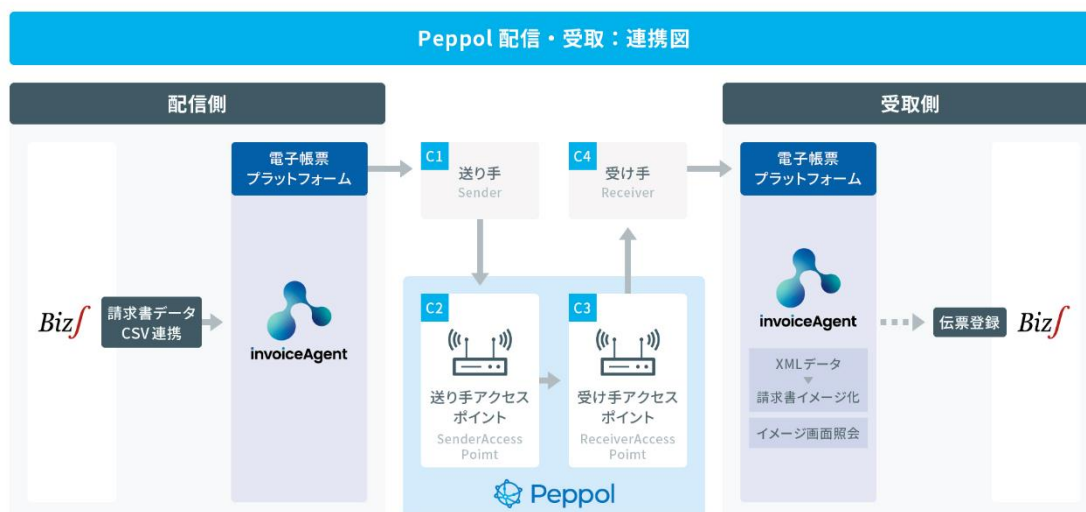 Peppol 配信・受取：連携図
配信側
電子帳票
プラットフォーム
Biz∫
請求書データ
CSV連携
invoiceAgent
C1
送り手
Sender
C4
受け手
Receiver
C2
送り手アクセス
ポイント
SenderAccess
Poimt
C3
受け手アクセス
ポイント
ReceiverAccess
Poimt
Peppol
受取側
電子帳票
プラットフォーム
invoiceAgent
XMLデータ
請求書イメージ化
イメージ画面照会
伝票登録
Biz∫